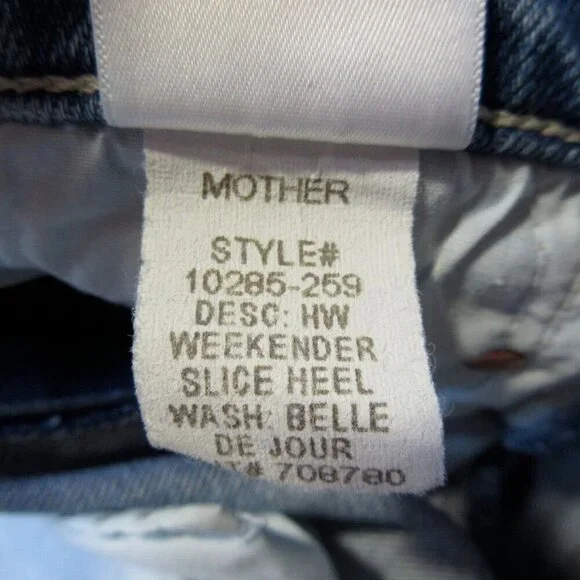 MOTHER
STYLE#
10285-259
DESC: HW
WEEKENDER
SLICE HEEL
WASH: BELLE
DE JOUR
708780